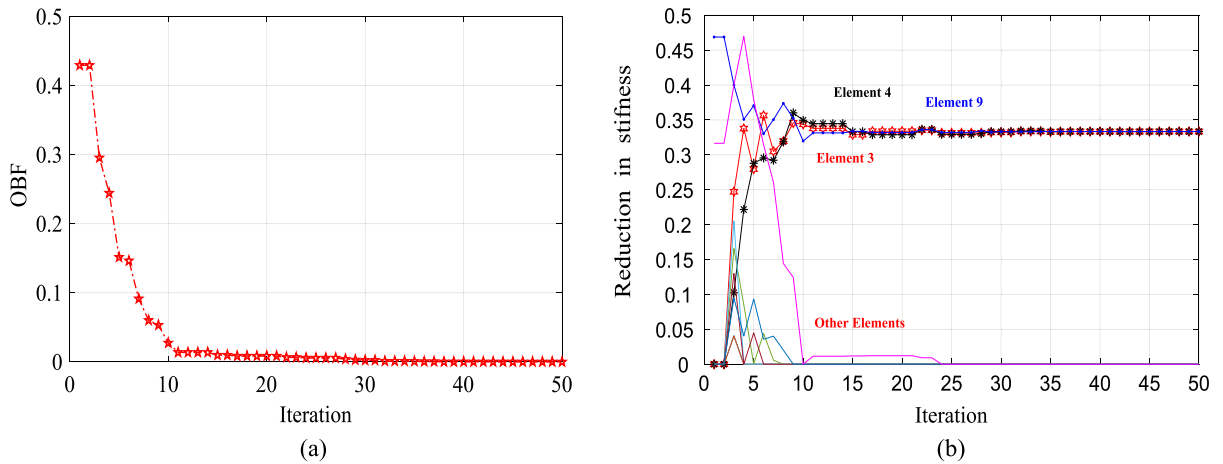 0.5
0.4
0.3
0.2
0.1
0
OBF
0 10 20 30 40 50
Iteration
(a)
0.5
0.45
0.4
0.35
0.3
0.25
0.2
0.15
0.1
0.05
0
Reduction in stifness
Element 4
Element 9
Element 3
Other Elements
0 5 10 15 20 25 30 35 40 45 50
Iteration
(b)